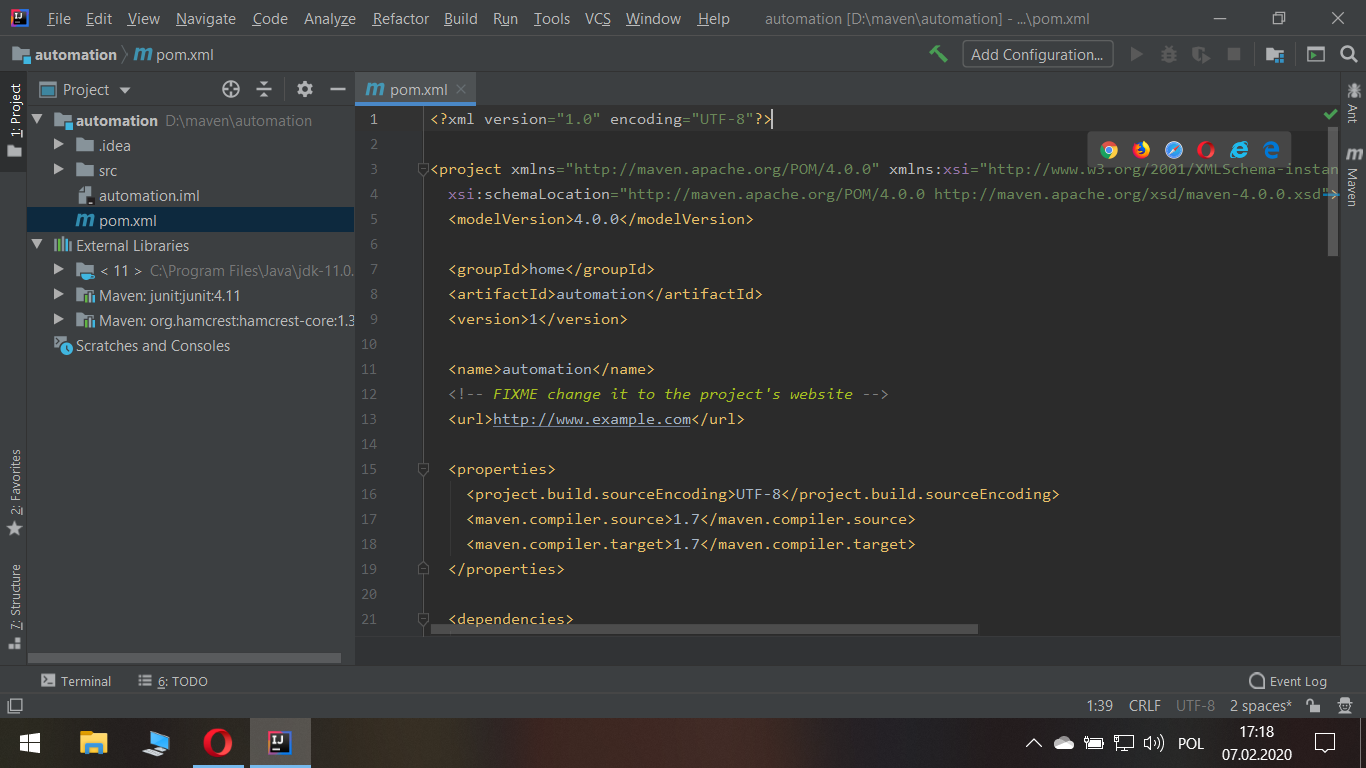 File Edit View Navigate Code Analyze Refactor Build Run Tools VCS Window Help automation [D:\maven\automation] - ...\pom.xml
automation pom.xml Add Configuration...
1: Project
Project
pom.xml
automation D:\maven\automation
.idea
src
automation.iml
pom.xml
External Libraries
< 11 > C:\Program Files\Java\jdk-11.0.
Maven: junit:junit:4.11
Maven: org.hamcrest:hamcrest-core:1.3
Scratches and Consoles
2: Favorites
7: Structure
1 <?xml version="1.0" encoding="UTF-8"?>
2
3 <project xmlns="http://maven.apache.org/POM/4.0.0" xmlns:xsi="http://www.w3.org/2001/XMLSchema-instan
4 xsi:schemaLocation="http://maven.apache.org/POM/4.0.0 http://maven.apache.org/xsd/maven-4.0.0.xsd">
5 <modelVersion>4.0.0</modelVersion>
6
7 <groupId>home</groupId>
8 <artifactId>automation</artifactId>
9 <version>1</version>
10
11 <name>automation</name>
12 <!-- FIXME change it to the project's website -->
13 <url>http://www.example.com</url>
14
15 <properties>
16 <project.build.sourceEncoding>UTF-8</project.build.sourceEncoding>
17 <maven.compiler.source>1.7</maven.compiler.source>
18 <maven.compiler.target>1.7</maven.compiler.target>
19 </properties>
20
21 <dependencies>
Ant
Maven
Terminal 6: TODO Event Log
1:39 CRLF UTF-8 2 spaces*
POL
17:18
07.02.2020